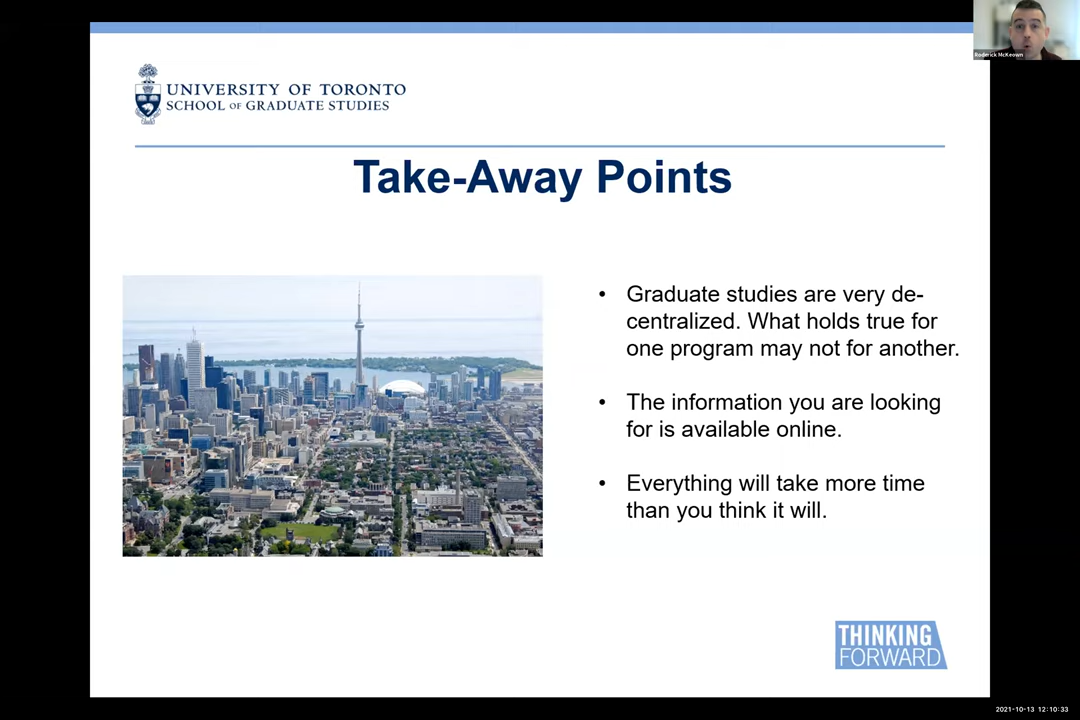 Roderick McKeown
UNIVERSITY OF TORONTO
SCHOOL OF GRADUATE STUDIES
Take-Away Points
• Graduate studies are very de-
centralized. What holds true for
one program may not for another.
• The information you are looking
for is available online.
• Everything will take more time
than you think it will.
THINKING
FORWARD
2021-10-13 12:10:33